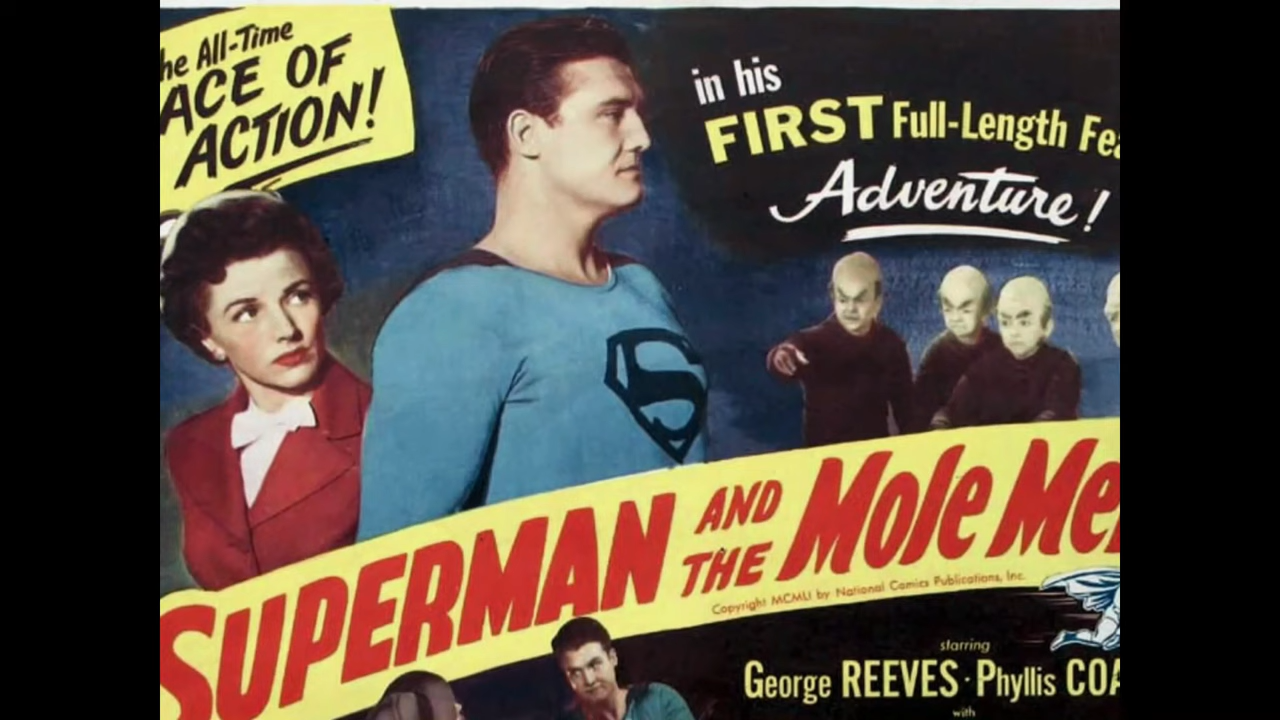 he All-Time
ACE OF
ACTION!
in his
FIRST Full-Length Fea
Adventure!
SUPERMAN AND THE Mole Me
Copyright MCMLI by National Comics Publications, Inc.
starring
George REEVES · Phyllis COA
with